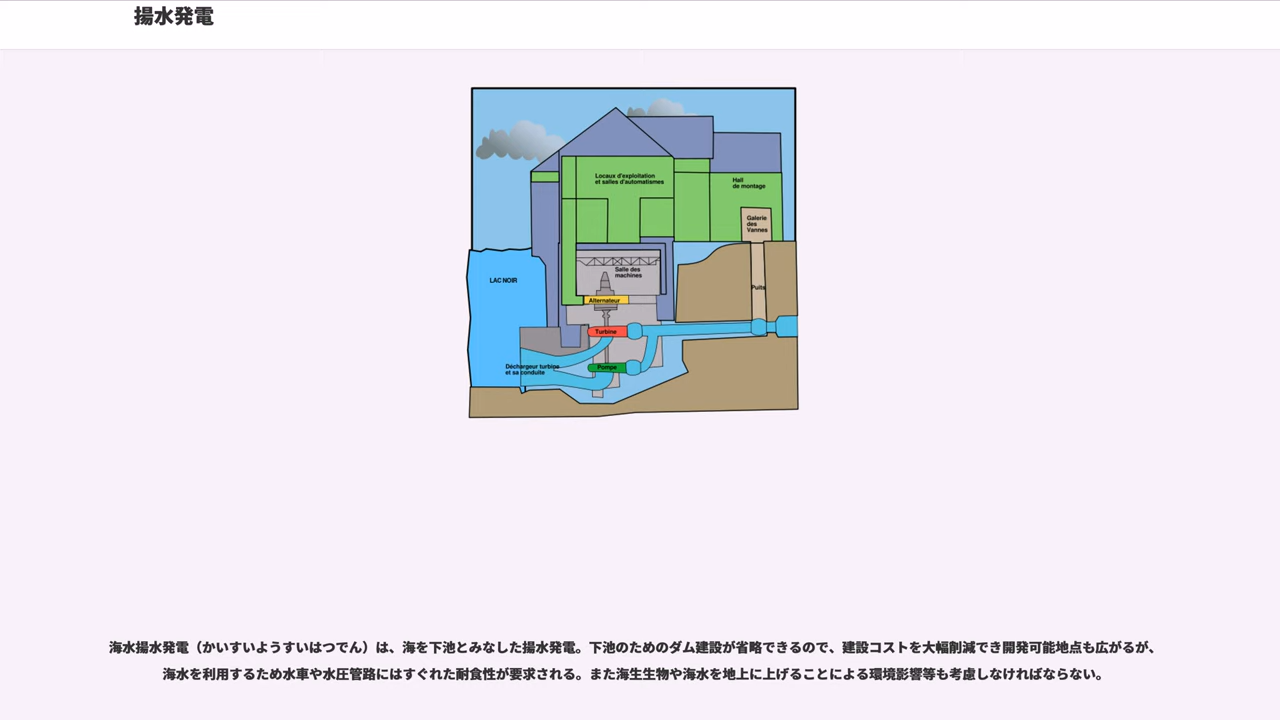 揚水発電
Locaux d'exploitation
et salles d'automatismes
Hall
de montage
Galerie
des
Vannes
Salle des
machines
LAC NOIR
Puits
Alternateur
Turbine
Déchargeur turbine
et sa conduite
Pompe
海水揚水発電（かいすいようすいはつでん）は、海を下池とみなした揚水発電。下池のためのダム建設が省略できるので、建設コストを大幅削減でき開発可能地点も広がるが、
海水を利用するため水車や水圧管路にはすぐれた耐食性が要求される。また海生生物や海水を地上に上げることによる環境影響等も考慮しなければならない。